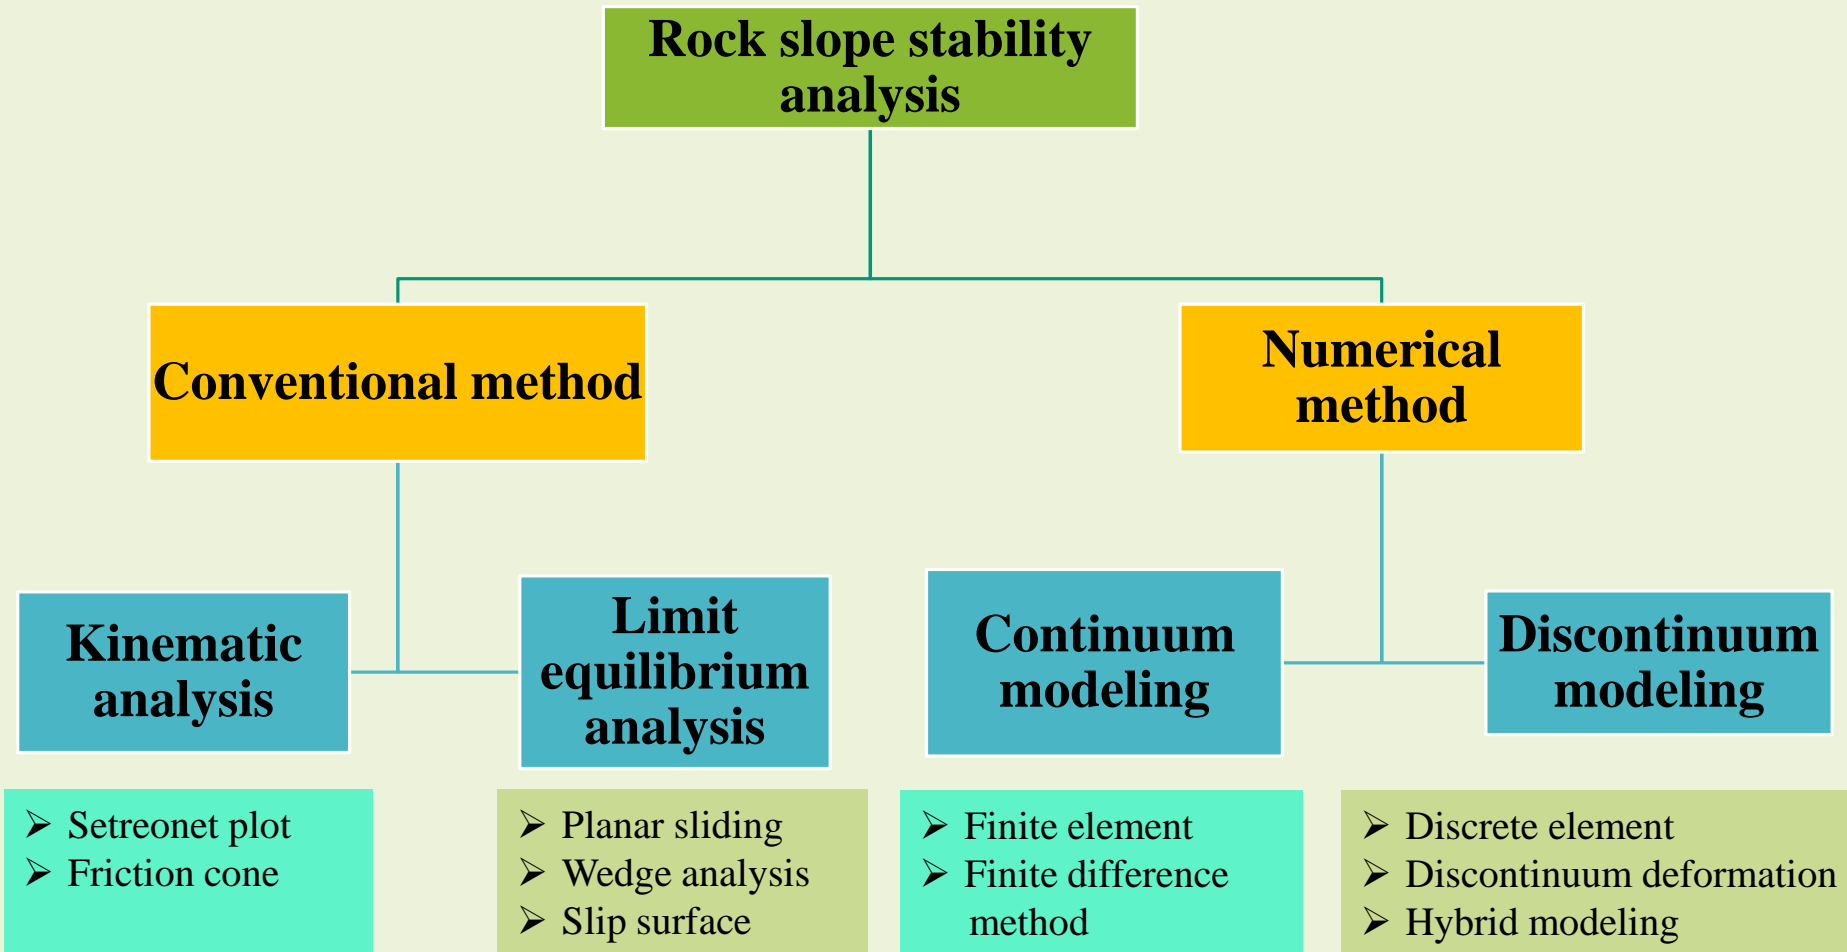 Rock slope stability
analysis
Conventional method
Numerical
method
Kinematic
analysis
Limit
equilibrium
analysis
Continuum
modeling
Discontinuum
modeling
➢ Setreonet plot
➢ Friction cone
➢ Planar sliding
➢ Wedge analysis
➢ Slip surface
➢ Finite element
➢ Finite difference
method
➢ Discrete element
➢ Discontinuum deformation
➢ Hybrid modeling